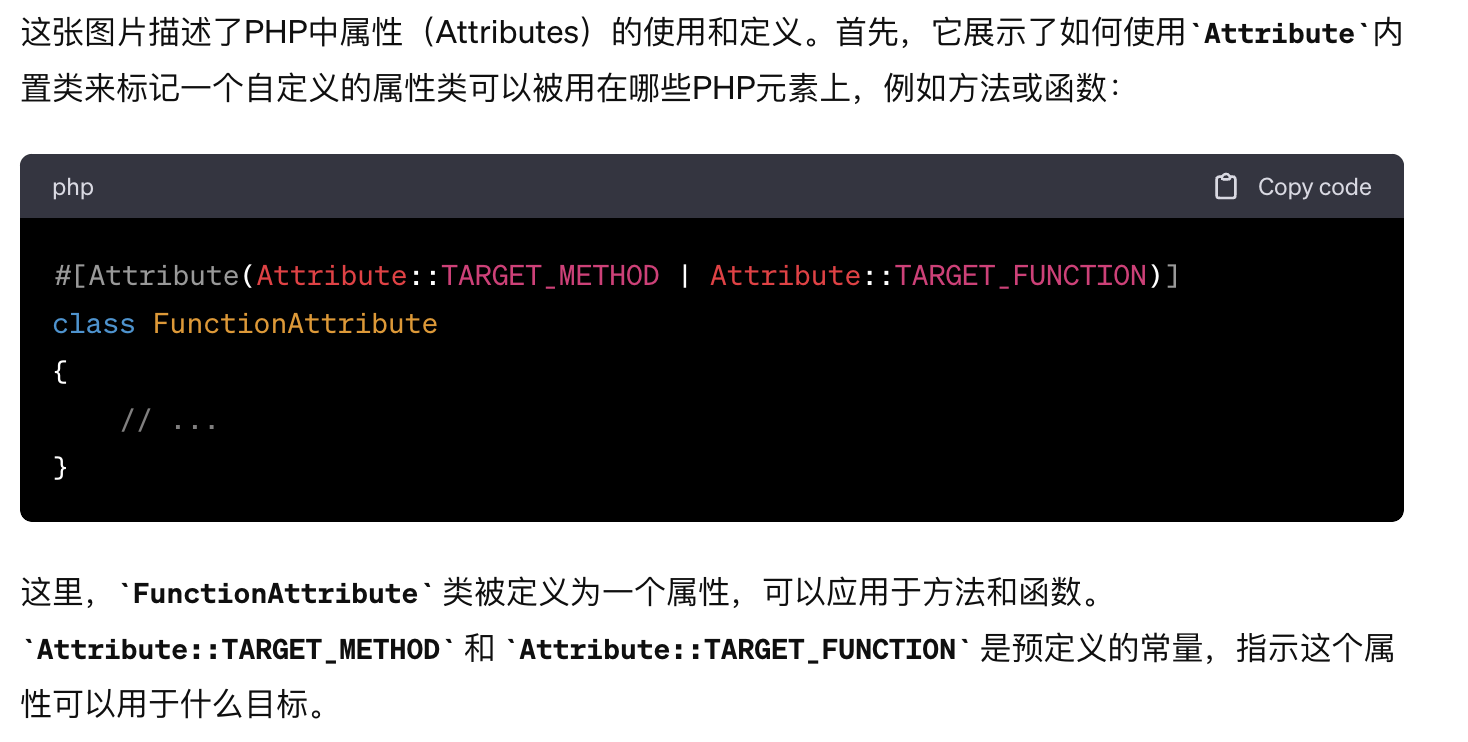 这张图片描述了PHP中属性（Attributes）的使用和定义。首先，它展示了如何使用`Attribute`内
置类来标记一个自定义的属性类可以被用在哪些PHP元素上，例如方法或函数：
php Copy code
#[Attribute(Attribute::TARGET_METHOD | Attribute::TARGET_FUNCTION)]
class FunctionAttribute
{
    // ...
}
这里，`FunctionAttribute` 类被定义为一个属性，可以应用于方法和函数。
`Attribute::TARGET_METHOD` 和 `Attribute::TARGET_FUNCTION` 是预定义的常量，指示这个属
性可以用于什么目标。